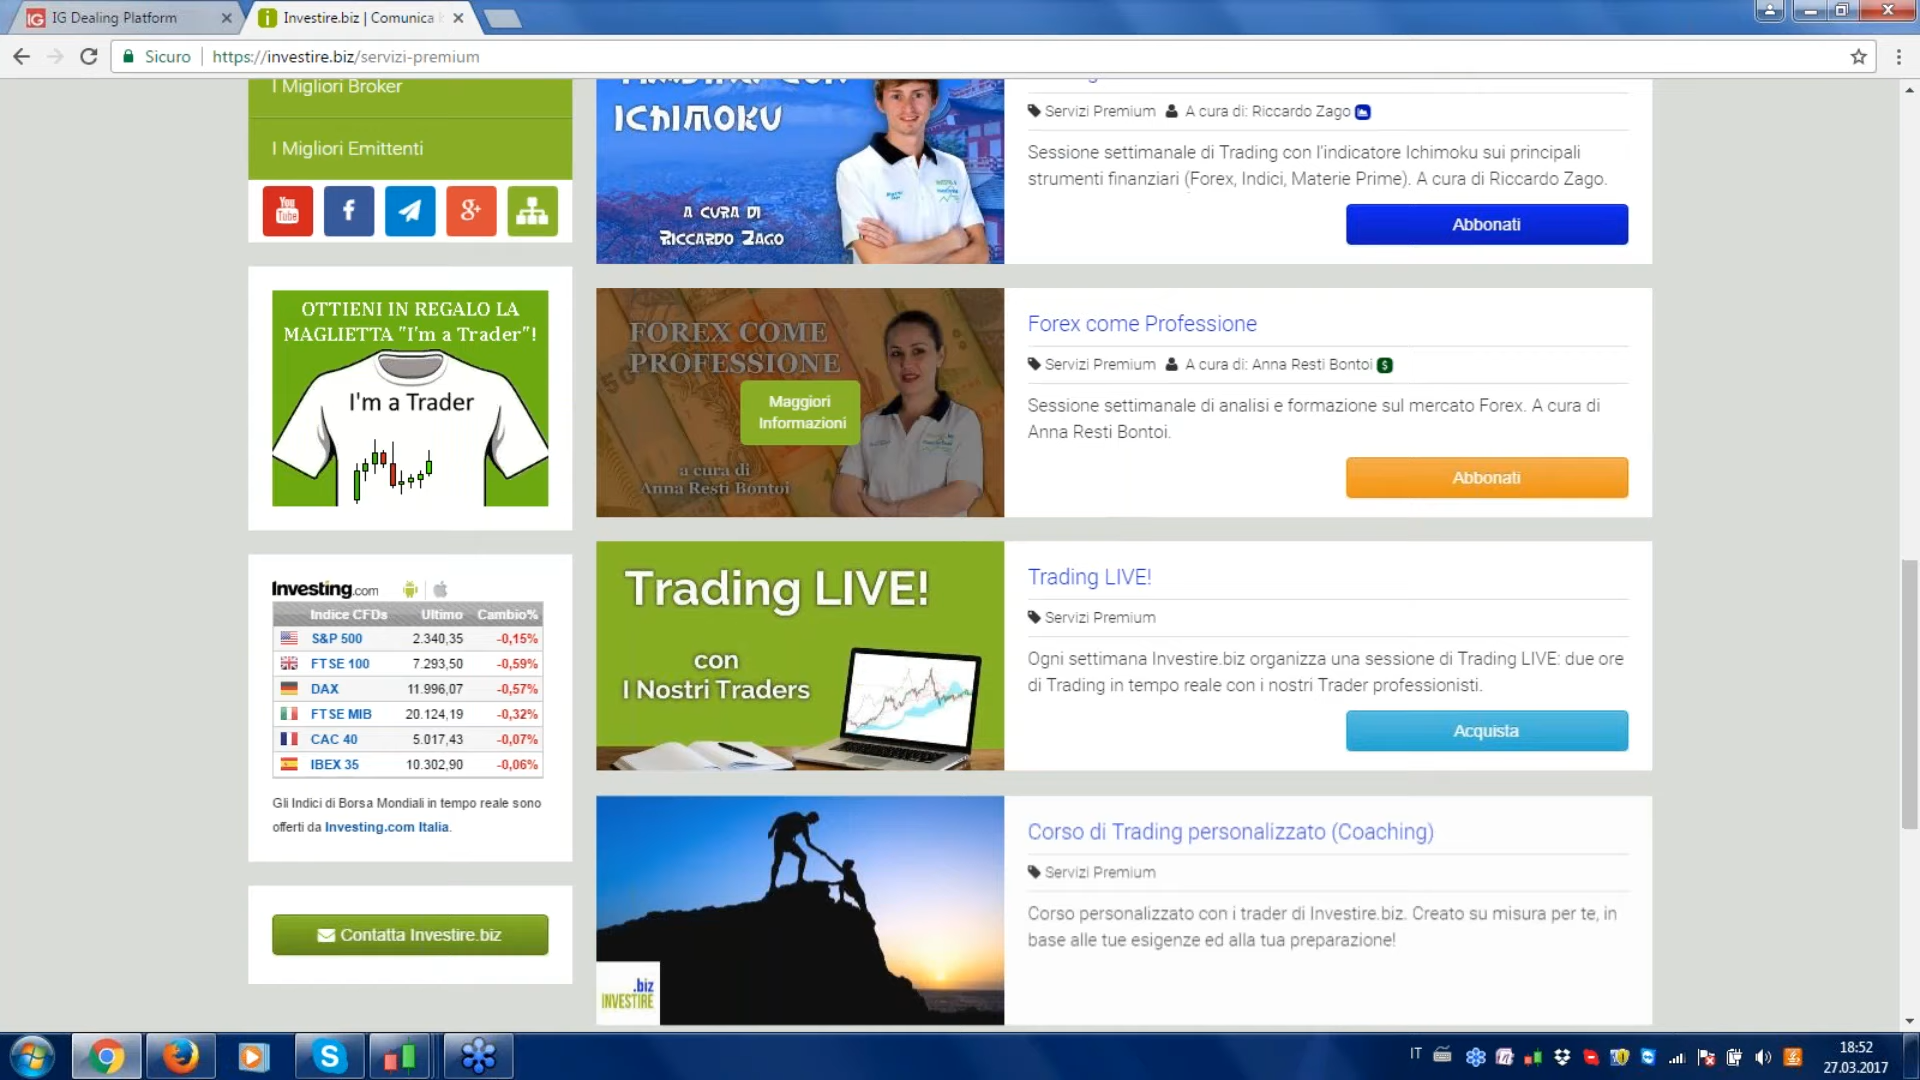 IG Dealing Platform
Investire.biz | Comunica
Sicuro
https://investire.biz/servizi-premium
I Migliori Broker
I Migliori Emittenti
You
Tube
f
g+
OTTIENI IN REGALO LA
MAGLIETTA "I'm a Trader"!
I'm a Trader
Investing.com
Indice CFDs Ultimo Cambio%
S&P 500 2.340,35 -0,15%
FTSE 100 7.293,50 -0,59%
DAX 11.996,07 -0,57%
FTSE MIB 20.124,19 -0,32%
CAC 40 5.017,43 -0,07%
IBEX 35 10.302,90 -0,06%
Gli Indici di Borsa Mondiali in tempo reale sono
offerti da Investing.com Italia.
Contatta Investire.biz
ICHIMOKU
A CURA DI
RICCARDO ZAGO
Servizi Premium A cura di: Riccardo Zago
Sessione settimanale di Trading con l'indicatore Ichimoku sui principali
strumenti finanziari (Forex, Indici, Materie Prime). A cura di Riccardo Zago.
Abbonati
FOREX COME
PROFESSIONE
Maggiori
Informazioni
a cura di
Anna Resti Bontoi
Forex come Professione
Servizi Premium A cura di: Anna Resti Bontoi $
Sessione settimanale di analisi e formazione sul mercato Forex. A cura di
Anna Resti Bontoi.
Abbonati
Trading LIVE!
con
I Nostri Traders
Trading LIVE!
Servizi Premium
Ogni settimana Investire.biz organizza una sessione di Trading LIVE: due ore
di Trading in tempo reale con i nostri Trader professionisti.
Acquista
.biz
INVESTIRE
Corso di Trading personalizzato (Coaching)
Servizi Premium
Corso personalizzato con i trader di Investire.biz. Creato su misura per te, in
base alle tue esigenze ed alla tua preparazione!
IT
18:52
27.03.2017